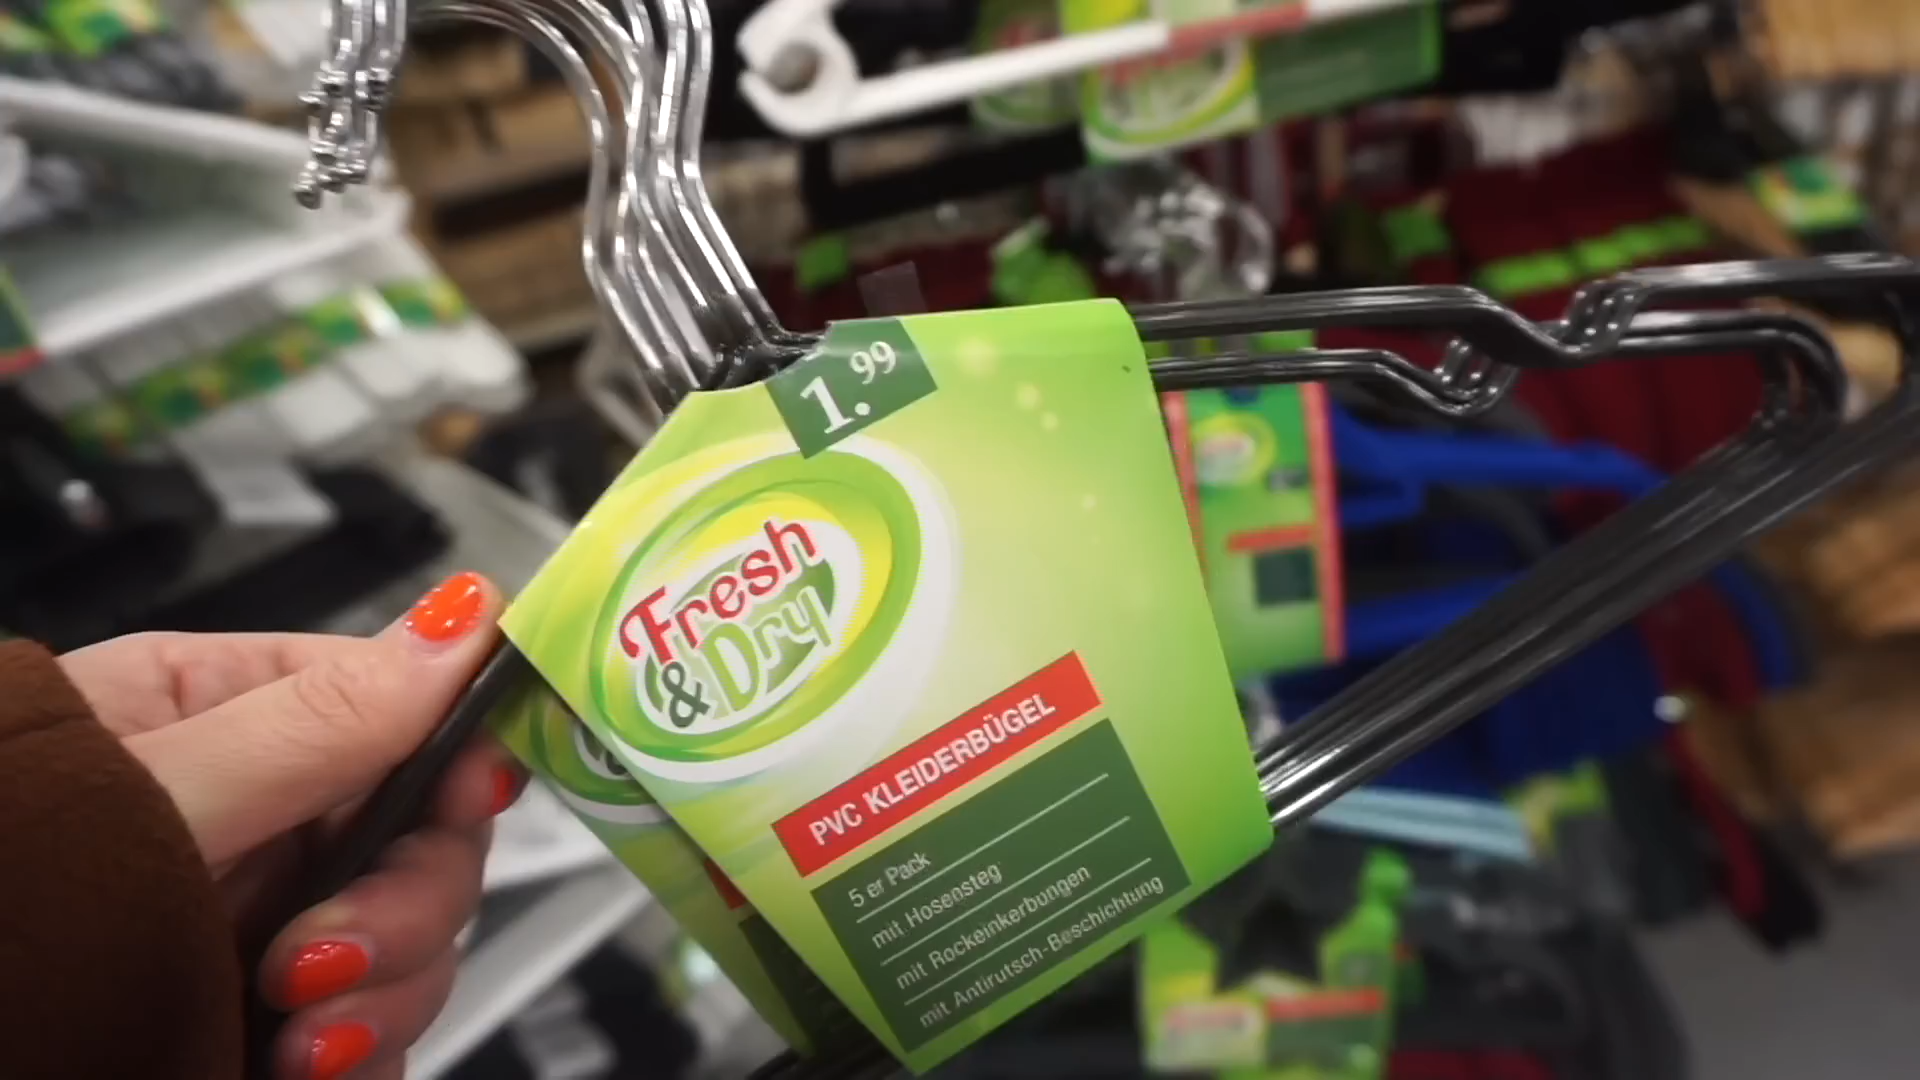 1.99
Fresh
& Dry
PVC KLEIDERBÜGEL
5 er Pack
mit Hosensteg
mit Rockeinkerbungen
mit Antirutsch-Beschichtung